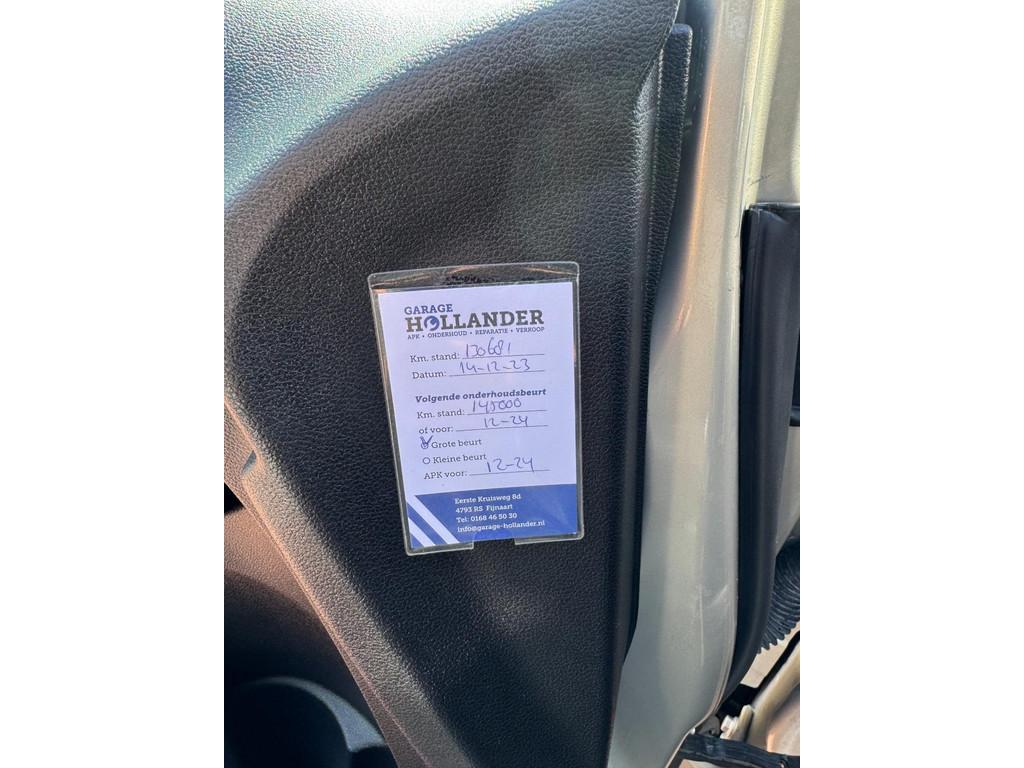 GARAGE
HOLLANDER
APK • ONDERHOUD • REPARATIE • VERKOOP
Km. stand: 130681
Datum: 14-12-23
Volgende onderhoudsbeurt
Km. stand: 145000
of voor: 12-24
Grote beurt
Kleine beurt
APK voor: 12-24
Eerste Kruisweg 8d
4793 RS Fijnaart
Tel: 0168 46 50 30
info@garage-hollander.nl